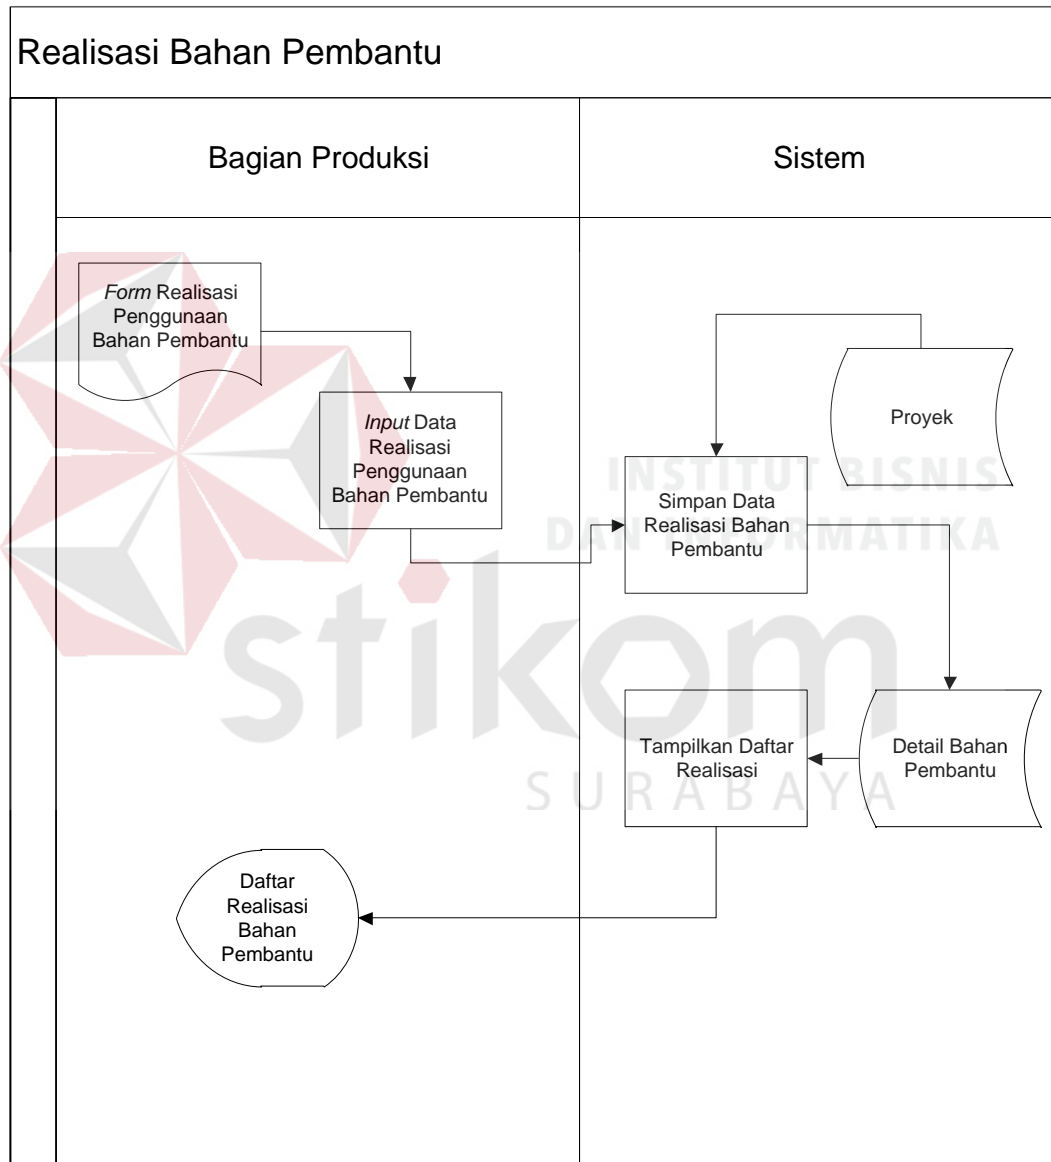 Realisasi Bahan Pembantu
Bagian Produksi
Sistem
Form Realisasi
Penggunaan
Bahan Pembantu
Input Data
Realisasi
Penggunaan
Bahan Pembantu
Proyek
Simpan Data
Realisasi Bahan
Pembantu
Tampilkan Daftar
Realisasi
Detail Bahan
Pembantu
Daftar
Realisasi
Bahan
Pembantu
INSTITUT BISNIS
DAN INFORMATIKA
stikom
SURABAYA